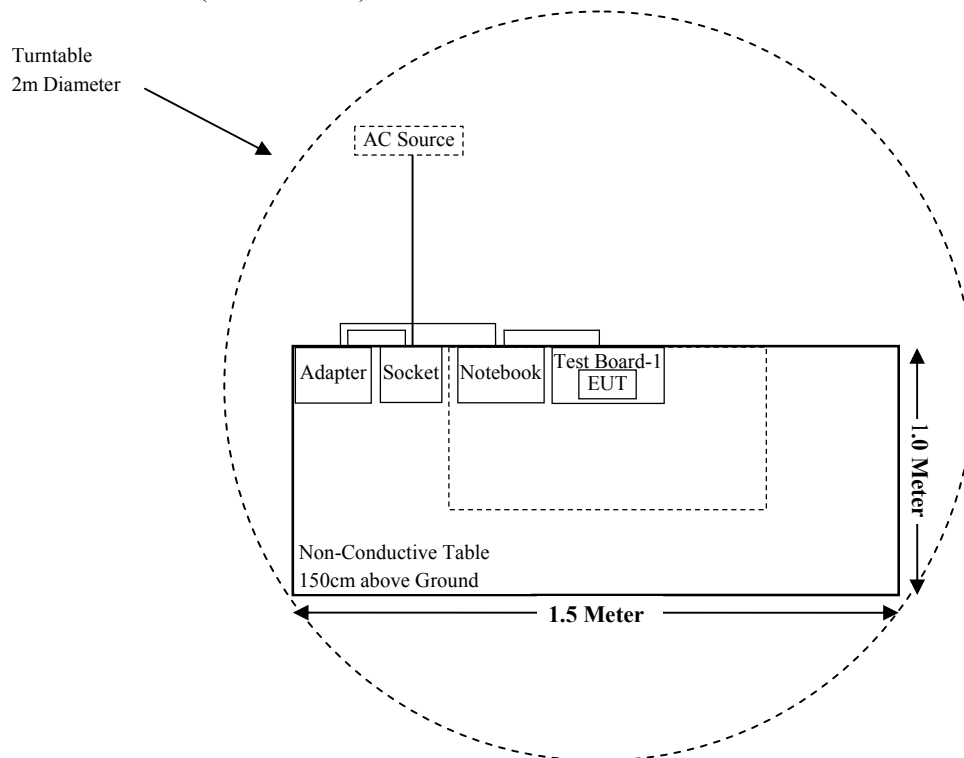 Turntable
2m Diameter
AC Source
Adapter
Socket
Notebook
Test Board-1
EUT
1.0 Meter
Non-Conductive Table
150cm above Ground
1.5 Meter